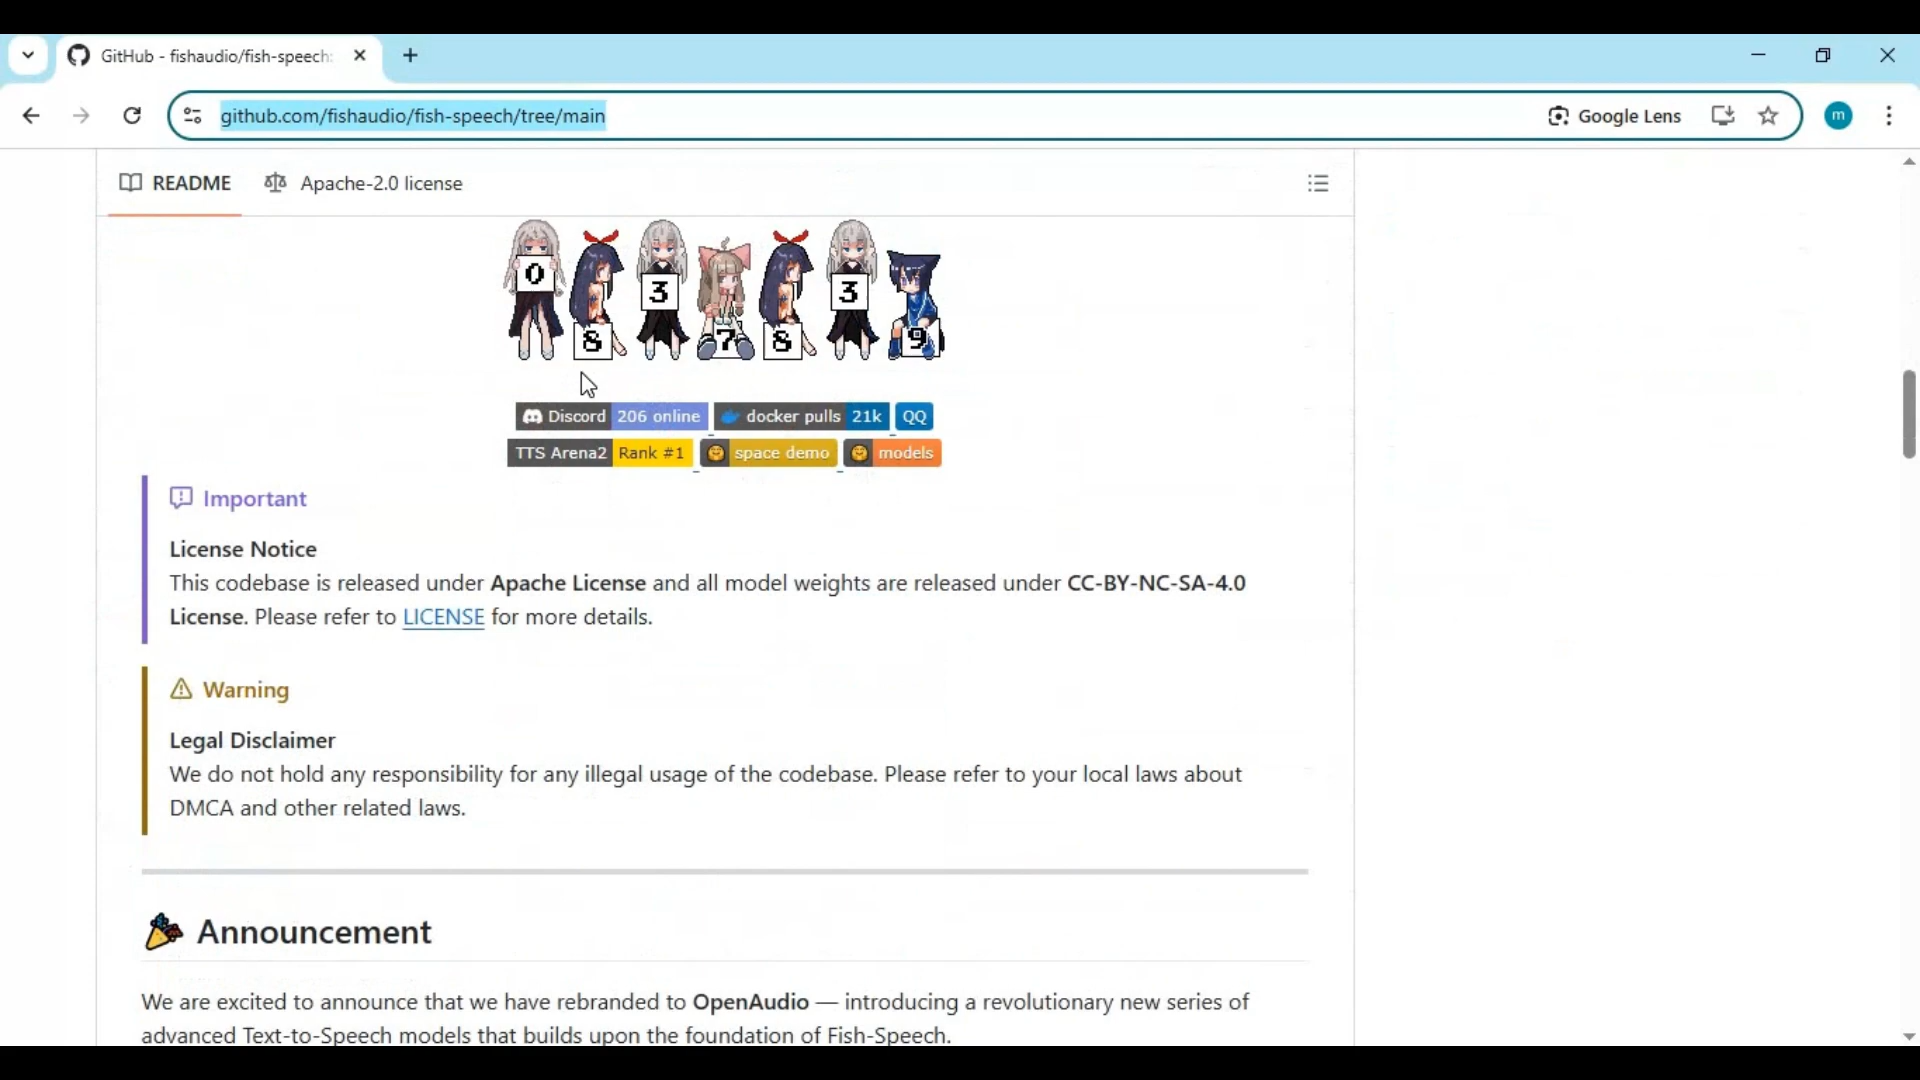 GitHub - fishaudio/fish-speech:
github.com/fishaudio/fish-speech/tree/main
Google Lens
m
README
Apache-2.0 license
0 8 3 7 8 3 9
Discord 206 online docker pulls 21k QQ
TTS Arena2 Rank #1 space demo models
Important
License Notice
This codebase is released under Apache License and all model weights are released under CC-BY-NC-SA-4.0
License. Please refer to LICENSE for more details.
Warning
Legal Disclaimer
We do not hold any responsibility for any illegal usage of the codebase. Please refer to your local laws about
DMCA and other related laws.
Announcement
We are excited to announce that we have rebranded to OpenAudio — introducing a revolutionary new series of
advanced Text-to-Speech models that builds upon the foundation of Fish-Speech.